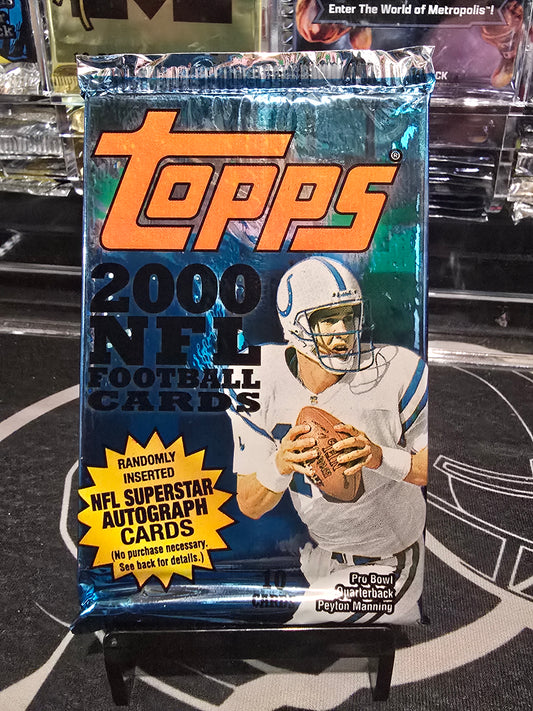 Enter The World of Metropolis™!
CK
TOPPS®
2000
NFL
FOOTBALL
CARDS
RANDOMLY
INSERTED
NFL SUPERSTAR
AUTOGRAPH
CARDS
(No purchase necessary.
See back for details.)
10
CARDS
Pro Bowl
Quarterback
Peyton Manning